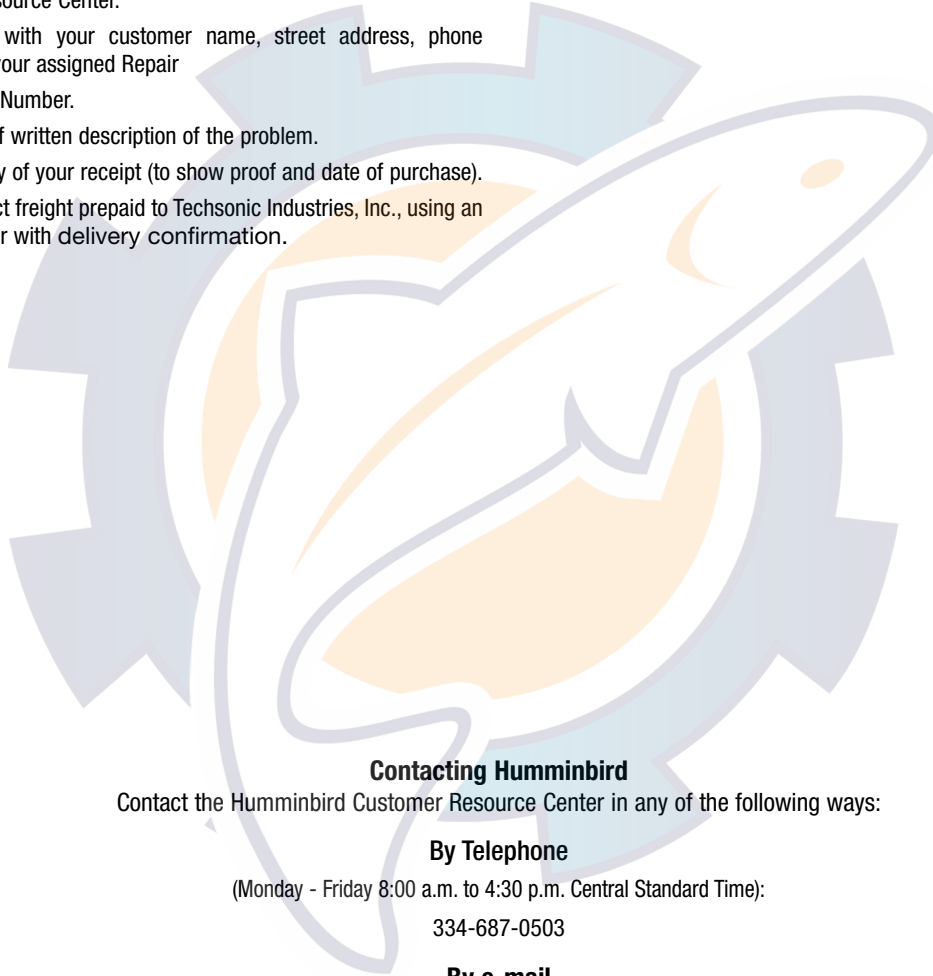 source Center.
with your customer name, street address, phone
your assigned Repair
Number.
f written description of the problem.
y of your receipt (to show proof and date of purchase).
ct freight prepaid to Techsonic Industries, Inc., using an
r with delivery confirmation.
Contacting Humminbird
Contact the Humminbird Customer Resource Center in any of the following ways:
By Telephone
(Monday - Friday 8:00 a.m. to 4:30 p.m. Central Standard Time):
334-687-0503
By e-mail